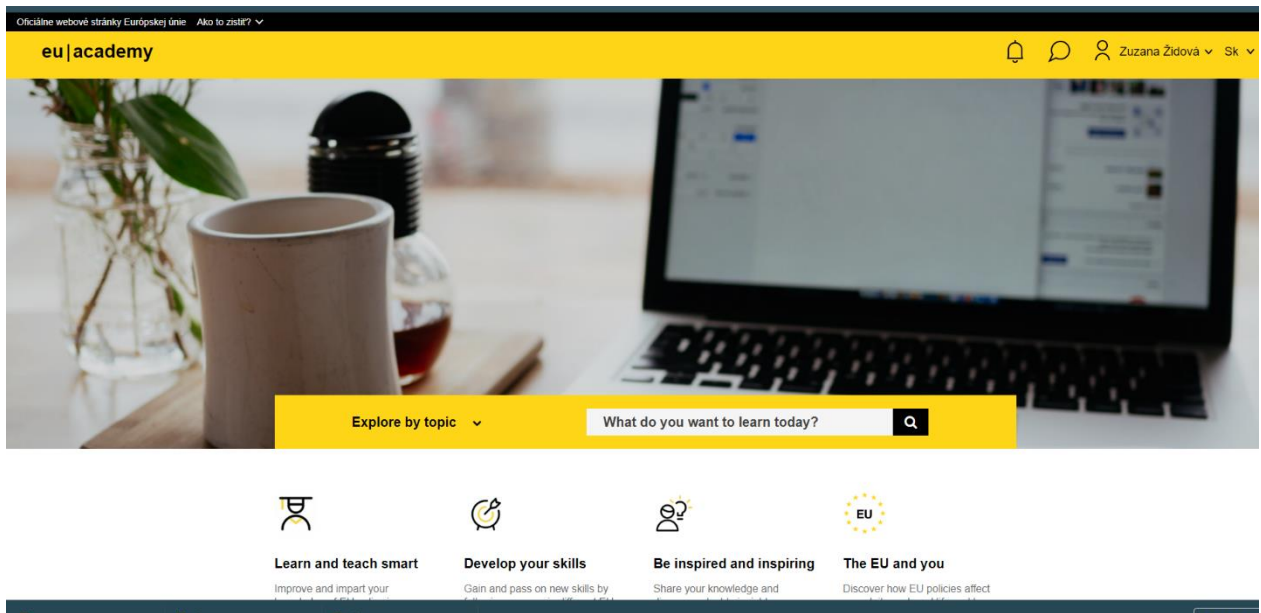 Oficiálne webové stránky Európskej únie Ako to zistiť?
eu|academy
Zuzana Židová
Sk
Explore by topic
What do you want to learn today?
EU
Learn and teach smart
Develop your skills
Be inspired and inspiring
The EU and you
Improve and impart your
Gain and pass on new skills by
Share your knowledge and
Discover how EU policies affect